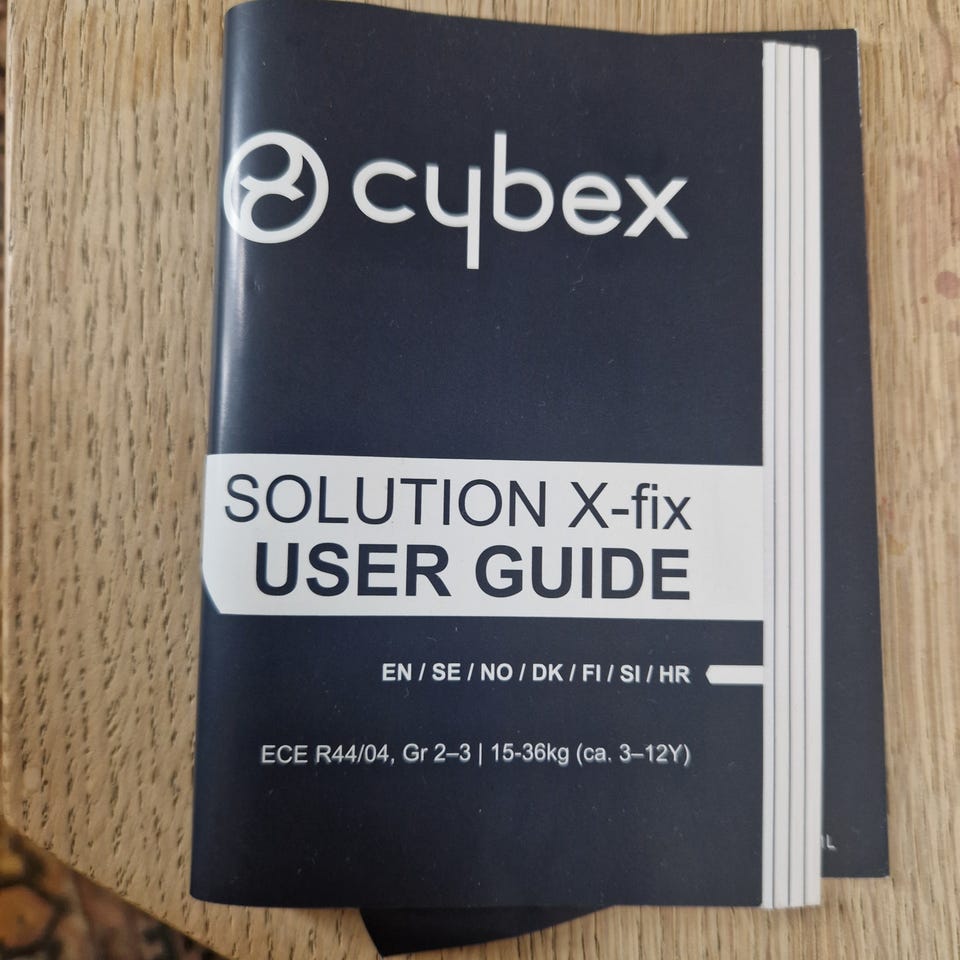 cybex
SOLUTION X-fix
USER GUIDE
EN / SE / NO / DK / FI / SI / HR
ECE R44/04, Gr 2–3 | 15-36kg (ca. 3–12Y)